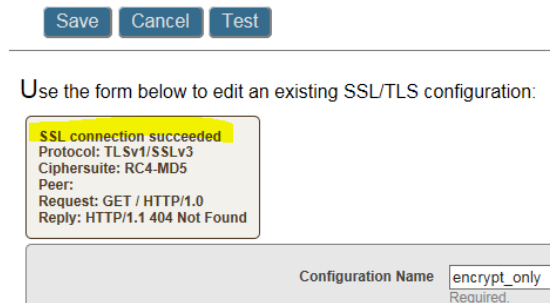 Save Cancel Test
Use the form below to edit an existing SSL/TLS configuration:
SSL connection succeeded
Protocol: TLSv1/SSLv3
Ciphersuite: RC4-MD5
Peer:
Request: GET / HTTP/1.0
Reply: HTTP/1.1 404 Not Found
Configuration Name encrypt_only
Required.